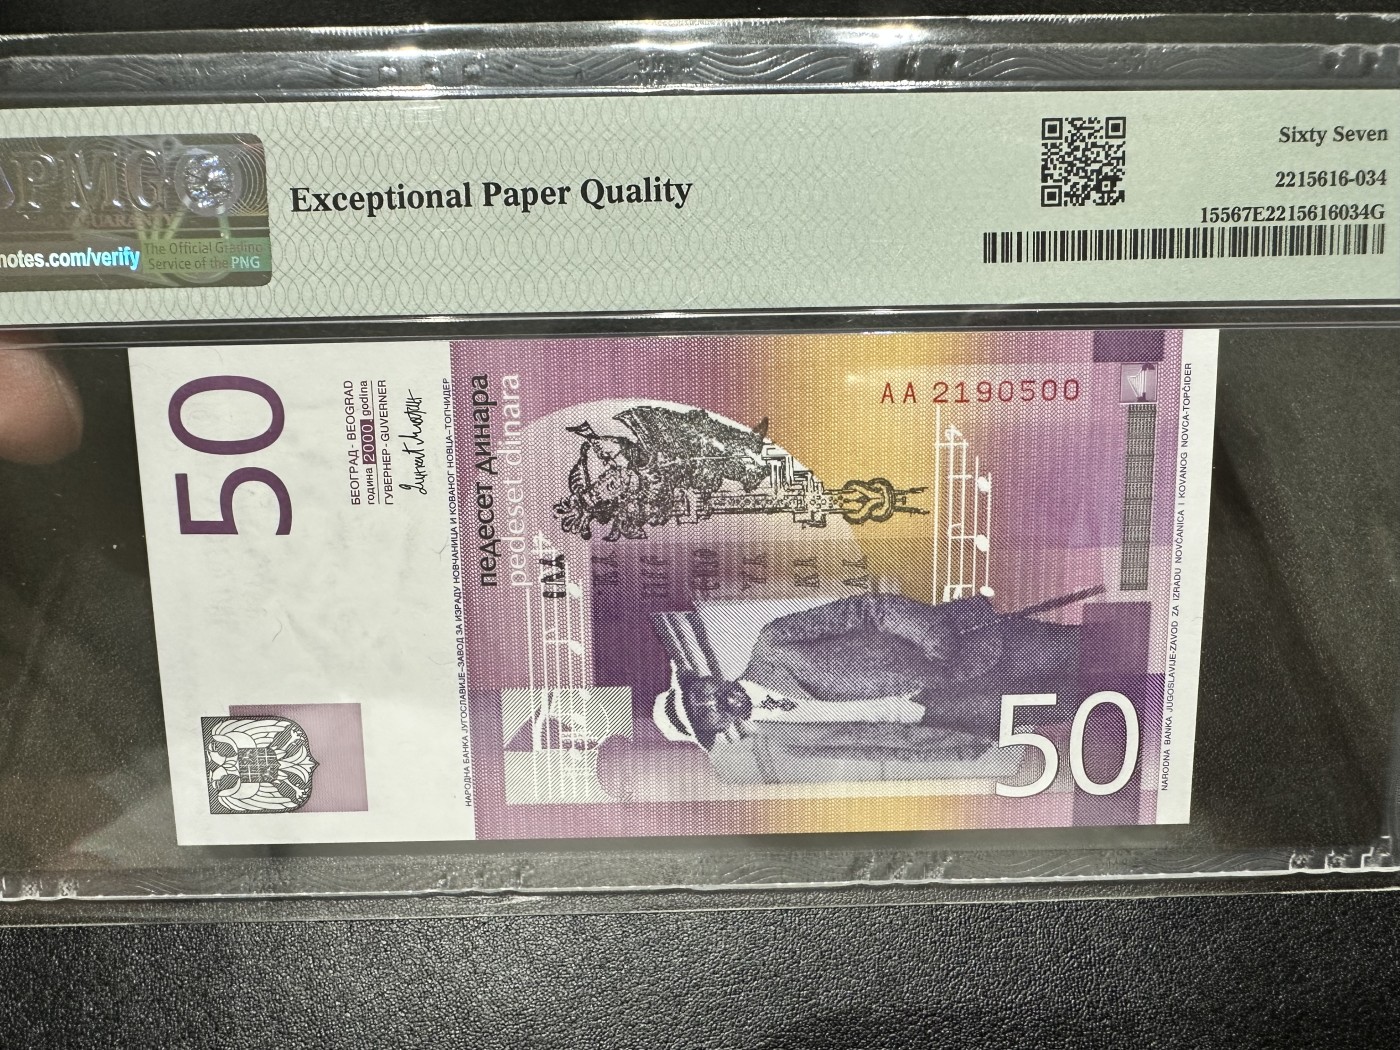 PMG
notes.com/verify
The Official Grading
Service of the PNG
Exceptional Paper Quality
Sixty Seven
2215616-034
15567E2215616034G
50
БЕОГРАД - BEOGRAD
година 2000 godina
ГУВЕРНЕР - GUVERNER
НАРОДНА БАНКА ЈУГОСЛАВИЈЕ–ЗАВОД ЗА ИЗРАДУ НОВЧАНИЦА И КОВАНОГ НОВЦА–ТОПЧИДЕР
педесет динара
pedeset dinara
AA 2190500
50
NARODNA BANKA JUGOSLAVIJE-ZAVOD ZA IZRADU NOVČANICA I KOVANOG NOVCA-TOPČIDER